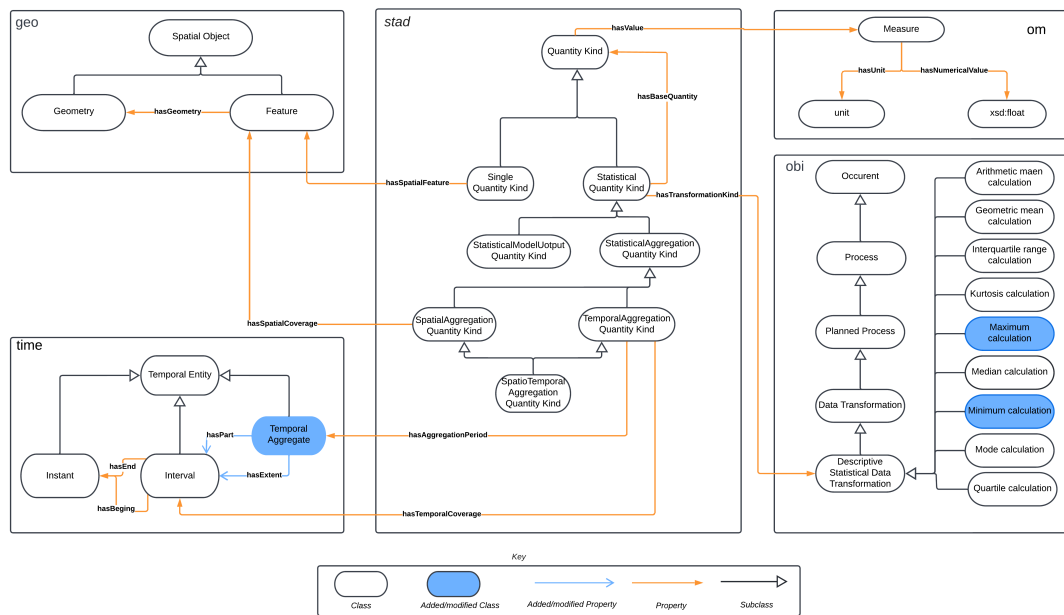 geo
Spatial Object
Geometry
hasGeometry
Feature
stad
hasValue
Quantity Kind
hasBaseQuantity
Single
Quantity Kind
Statistical
Quantity Kind
hasSpatialFeature
hasTransformationKind
StatisticalModelUotput
Quantity Kind
StatisticalAggregation
Quantity Kind
hasSpatialCoverage
SpatialAggregation
Quantity Kind
TemporalAggregation
Quantity Kind
SpatioTemporal
Aggregation
Quantity Kind
hasAggregationPeriod
hasTemporalCoverage
om
Measure
hasUnit
hasNumericalValue
unit
xsd:float
obi
Occurent
Process
Planned Process
Data Transformation
Descriptive
Statistical Data
Transformation
Arithmetic maen
calculation
Geometric mean
calculation
Interquartile range
calculation
Kurtosis calculation
Maximum
calculation
Median calculation
Minimum calculation
Mode calculation
Quartile calculation
time
Temporal Entity
Temporal
Aggregate
hasPart
hasExtent
Instant
hasEnd
Interval
hasBeging
Key
Class
Added/modified Class
Added/modified Property
Property
Subclass